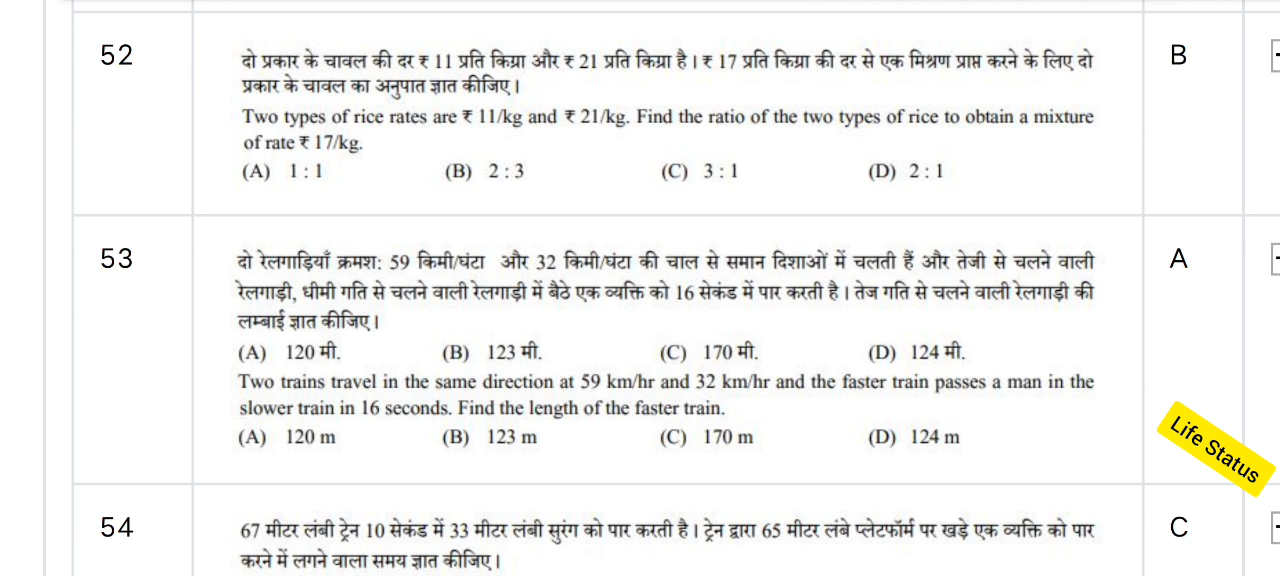 52
दो प्रकार के चावल की दर ₹ 11 प्रति किग्रा और ₹ 21 प्रति किग्रा है। ₹ 17 प्रति किग्रा की दर से एक मिश्रण प्राप्त करने के लिए दो
प्रकार के चावल का अनुपात ज्ञात कीजिए।
Two types of rice rates are ₹ 11/kg and ₹ 21/kg. Find the ratio of the two types of rice to obtain a mixture
of rate ₹ 17/kg.
(A) 1 : 1 (B) 2 : 3 (C) 3 : 1 (D) 2 : 1
B
53
दो रेलगाड़ियाँ क्रमश: 59 किमी/घंटा और 32 किमी/घंटा की चाल से समान दिशाओं में चलती हैं और तेजी से चलने वाली
रेलगाड़ी, धीमी गति से चलने वाली रेलगाड़ी में बैठे एक व्यक्ति को 16 सेकंड में पार करती है। तेज गति से चलने वाली रेलगाड़ी की
लम्बाई ज्ञात कीजिए।
(A) 120 मी. (B) 123 मी. (C) 170 मी. (D) 124 मी.
Two trains travel in the same direction at 59 km/hr and 32 km/hr and the faster train passes a man in the
slower train in 16 seconds. Find the length of the faster train.
(A) 120 m (B) 123 m (C) 170 m (D) 124 m
A
Life Status
54
67 मीटर लंबी ट्रेन 10 सेकंड में 33 मीटर लंबी सुरंग को पार करती है। ट्रेन द्वारा 65 मीटर लंबे प्लेटफॉर्म पर खड़े एक व्यक्ति को पार
करने में लगने वाला समय ज्ञात कीजिए।
C